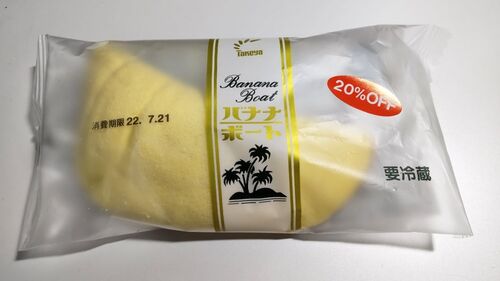 Takeya
Banana
Boat
バナナ
ボート
20%OFF
消費期限 22. 7.21
要冷蔵